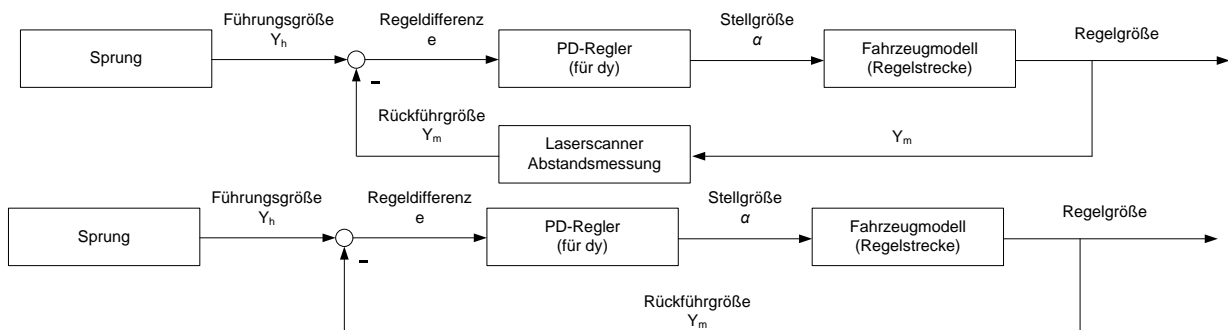 Sprung
Führungsgröße
Yh
Regeldifferenz
e
PD-Regler
(für dy)
Stellgröße
α
Fahrzeugmodell
(Regelstrecke)
Regelgröße
–
Rückführgröße
Ym
Laserscanner
Abstandsmessung
Ym
Sprung
Führungsgröße
Yh
Regeldifferenz
e
PD-Regler
(für dy)
Stellgröße
α
Fahrzeugmodell
(Regelstrecke)
Regelgröße
–
Rückführgröße
Ym